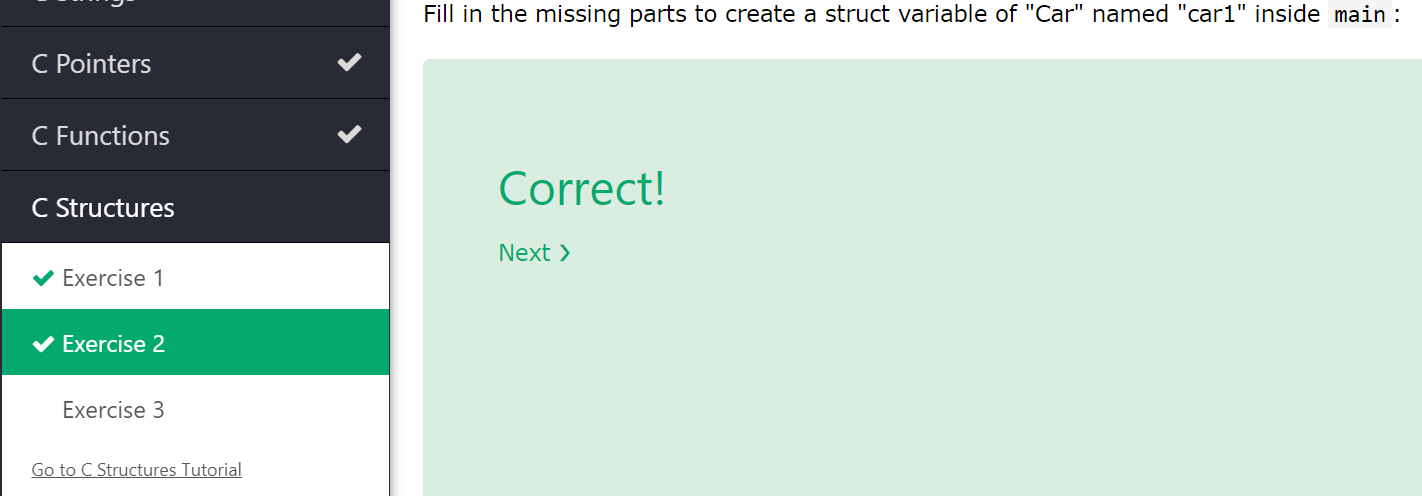 Fill in the missing parts to create a struct variable of "Car" named "car1" inside main:
C Pointers
C Functions
C Structures
Exercise 1
Exercise 2
Exercise 3
Go to C Structures Tutorial
Correct!
Next ❯